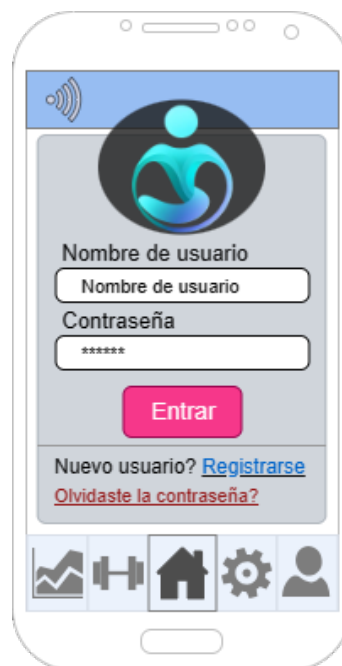 Nombre de usuario
Nombre de usuario
Contraseña
******
Entrar
Nuevo usuario? Registrarse
Olvidaste la contraseña?